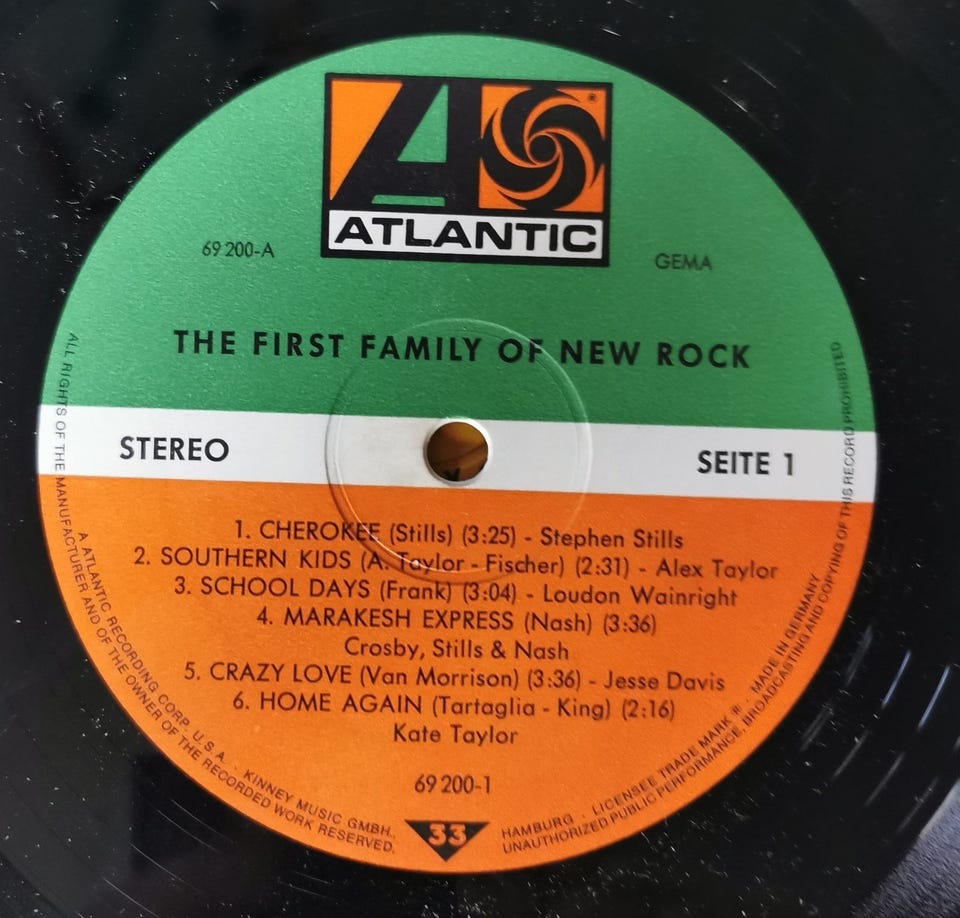 ATLANTIC
®
69 200-A
GEMA
THE FIRST FAMILY OF NEW ROCK
STEREO
SEITE 1
1. CHEROKEE (Stills) (3:25) - Stephen Stills
2. SOUTHERN KIDS (A. Taylor - Fischer) (2:31) - Alex Taylor
3. SCHOOL DAYS (Frank) (3:04) - Loudon Wainright
4. MARAKESH EXPRESS (Nash) (3:36)
Crosby, Stills & Nash
5. CRAZY LOVE (Van Morrison) (3:36) - Jesse Davis
6. HOME AGAIN (Tartaglia - King) (2:16)
Kate Taylor
69 200-1
33
ALL RIGHTS OF THE MANUFACTURER AND OF THE OWNER OF THE RECORDED WORK RESERVED.
UNAUTHORIZED PUBLIC PERFORMANCE, BROADCASTING AND COPYING OF THIS RECORD PROHIBITED
A ATLANTIC RECORDING CORP. U.S.A. · KINNEY MUSIC GMBH.,
HAMBURG · LICENSEE TRADE MARK ® · MADE IN GERMANY